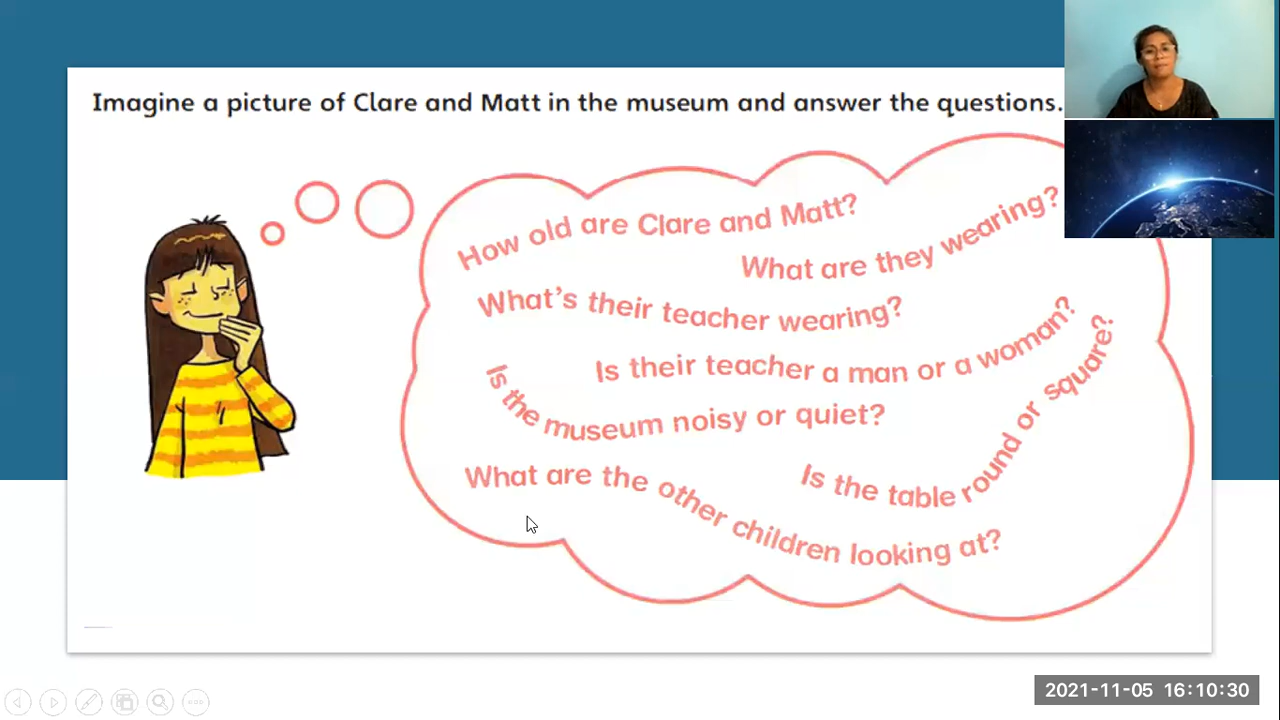 Imagine a picture of Clare and Matt in the museum and answer the questions.
How old are Clare and Matt?
What are they wearing?
What's their teacher wearing?
Is their teacher a man or a woman?
Is the museum noisy or quiet?
Is the table round or square?
What are the other children looking at?
2021-11-05 16:10:30